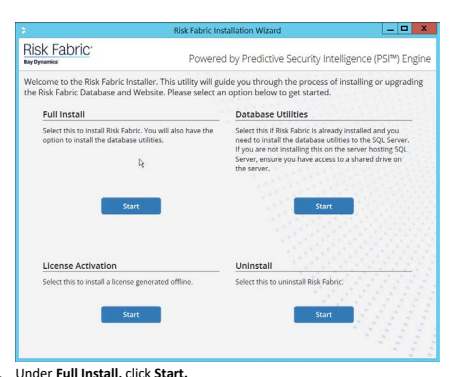 Risk Fabric Installation Wizard
Risk Fabric
Bay Dynamics
Powered by Predictive Security Intelligence (PSI™) Engine
Welcome to the Risk Fabric Installer. This utility will guide you through the process of installing or upgrading
the Risk Fabric Database and Website. Please select an option below to get started.
Full Install
Select this to install Risk Fabric. You will also have the
option to install the database utilities.
Start
Database Utilities
Select this if Risk Fabric is already installed and you
need to install the database utilities to the SQL Server.
If you are not installing this on the server hosting SQL
Server, ensure you have access to a shared drive on
the server.
Start
License Activation
Select this to install a license generated offline.
Start
Uninstall
Select this to uninstall Risk Fabric.
Start
Under Full Install, click Start.